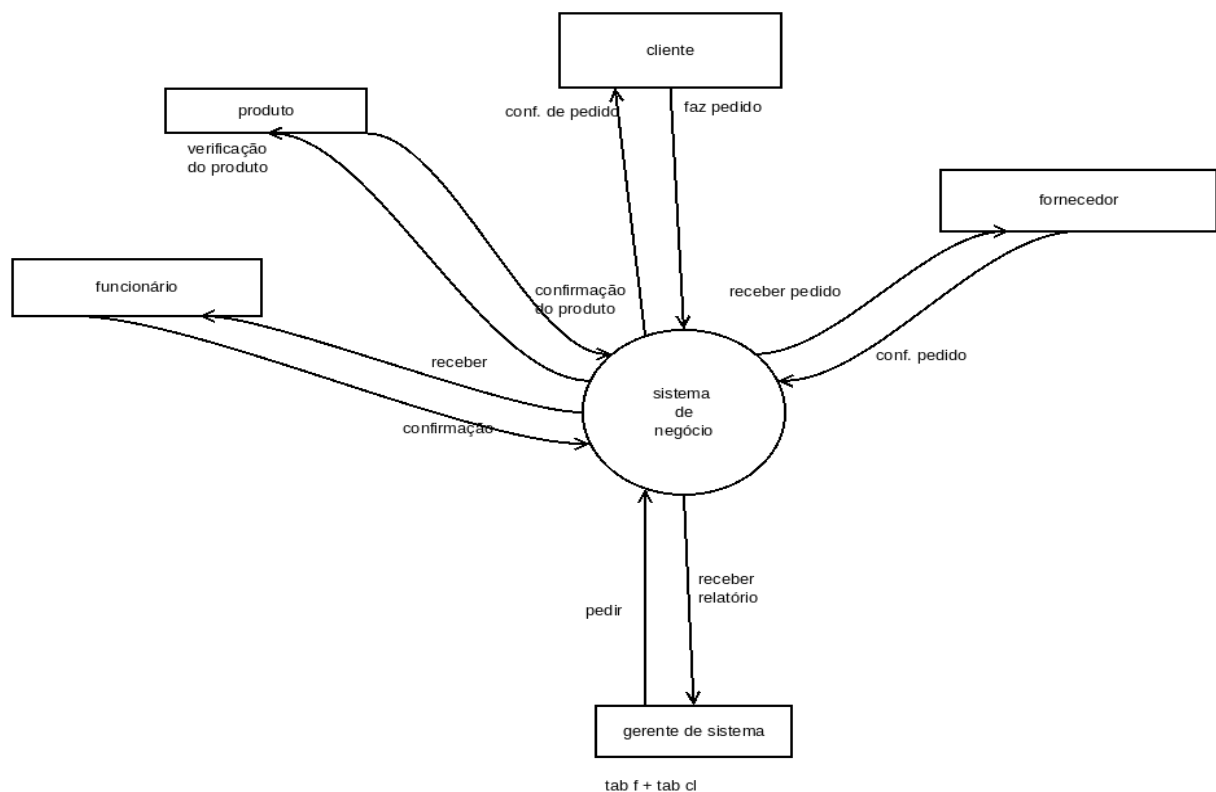 cliente
conf. de pedido
faz pedido
produto
verificação
do produto
fornecedor
funcionário
confirmação
do produto
receber pedido
receber
conf. pedido
confirmação
sistema
de
negócio
receber
relatório
pedir
gerente de sistema
tab f + tab cl